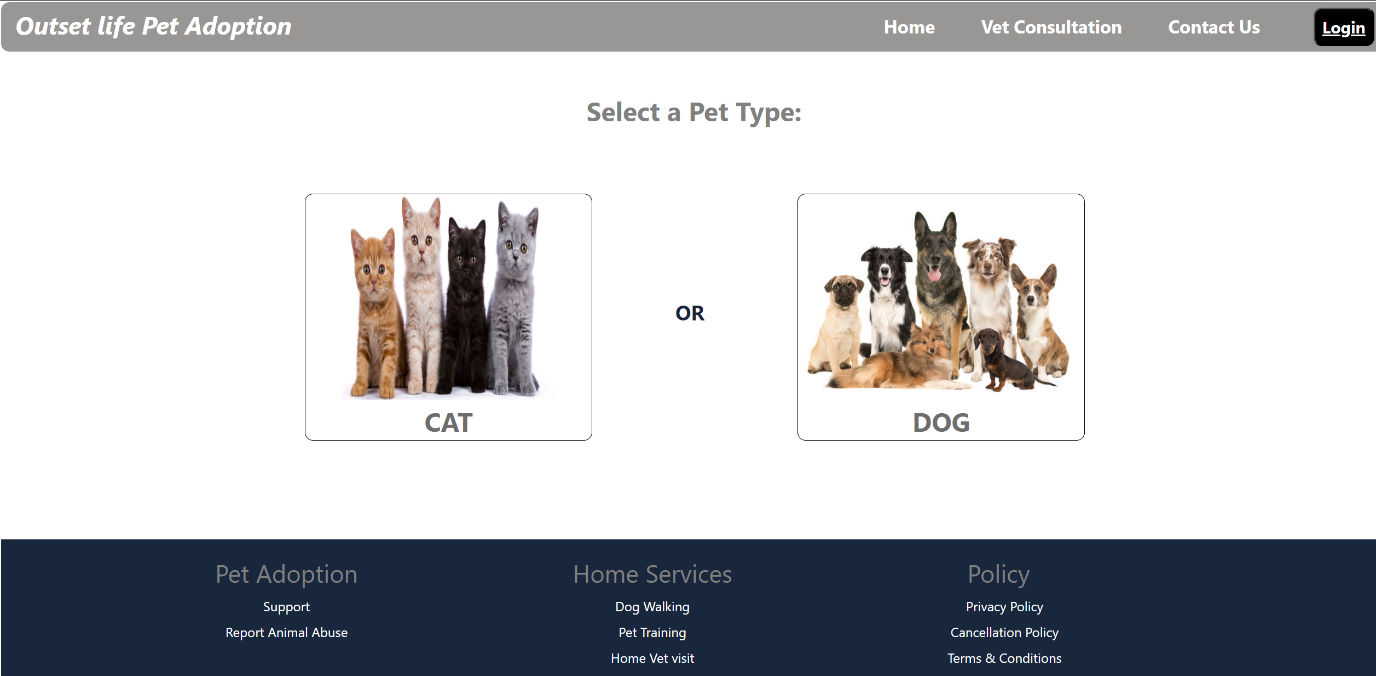 Outset life Pet Adoption
Home
Vet Consultation
Contact Us
Login
Select a Pet Type:
CAT
OR
DOG
Pet Adoption
Support
Report Animal Abuse
Home Services
Dog Walking
Pet Training
Home Vet visit
Policy
Privacy Policy
Cancellation Policy
Terms & Conditions